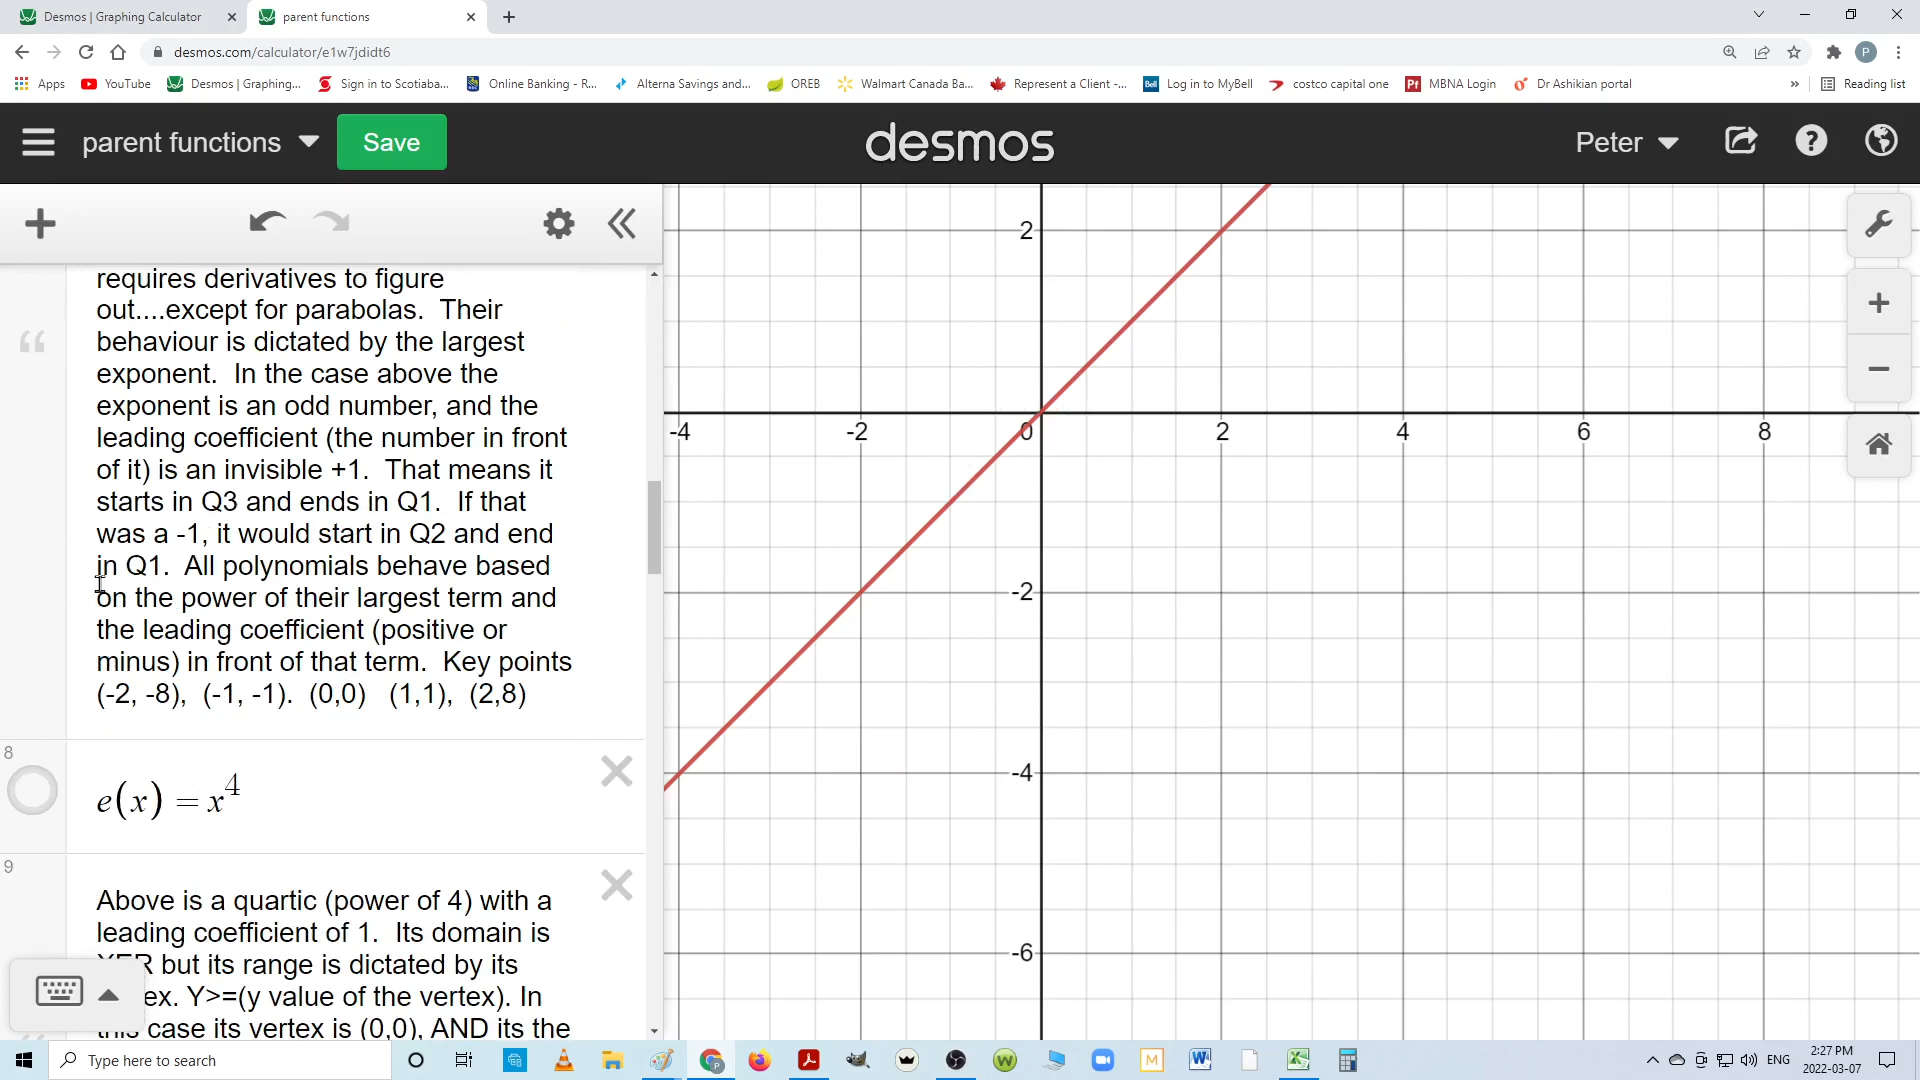 Desmos | Graphing Calculator
parent functions
desmos.com/calculator/e1w7jdidt6
Apps
YouTube
Desmos | Graphing...
Sign in to Scotiaba...
Online Banking - R...
Alterna Savings and...
OREB
Walmart Canada Ba...
Represent a Client -...
Log in to MyBell
costco capital one
MBNA Login
Dr Ashikian portal
Reading list
parent functions
Save
desmos
Peter
requires derivatives to figure
out....except for parabolas. Their
behaviour is dictated by the largest
exponent. In the case above the
exponent is an odd number, and the
leading coefficient (the number in front
of it) is an invisible +1. That means it
starts in Q3 and ends in Q1. If that
was a -1, it would start in Q2 and end
in Q1. All polynomials behave based
on the power of their largest term and
the leading coefficient (positive or
minus) in front of that term. Key points
(-2, -8), (-1, -1). (0,0) (1,1), (2,8)
8
e(x) = x^4
9
Above is a quartic (power of 4) with a
leading coefficient of 1. Its domain is
but its range is dictated by its
Y>=(y value of the vertex). In
case its vertex is (0,0), AND its the
2
-4 -2 0 2 4 6 8
-2
-4
-6
Type here to search
ENG
2:27 PM
2022-03-07